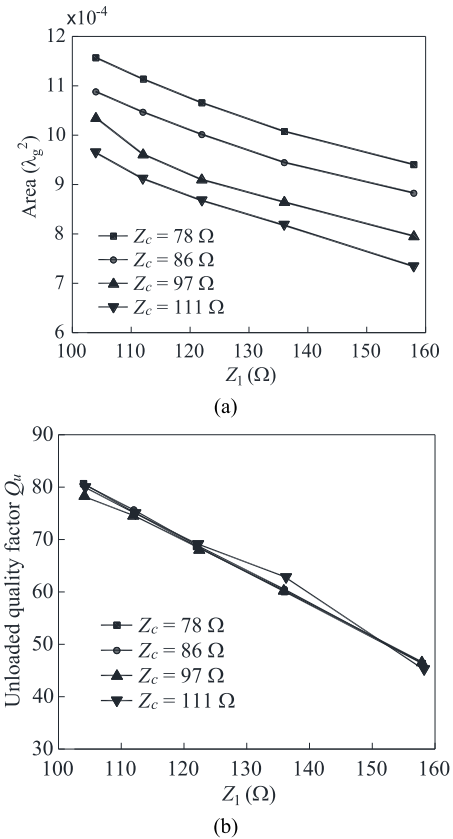 x10⁻⁴
12
11
10
9
8
7
6
Area (λg²)
Zc = 78 Ω
Zc = 86 Ω
Zc = 97 Ω
Zc = 111 Ω
100 110 120 130 140 150 160
Z1 (Ω)
(a)
90
80
70
60
50
40
30
Unloaded quality factor Qu
Zc = 78 Ω
Zc = 86 Ω
Zc = 97 Ω
Zc = 111 Ω
100 110 120 130 140 150 160
Z1 (Ω)
(b)